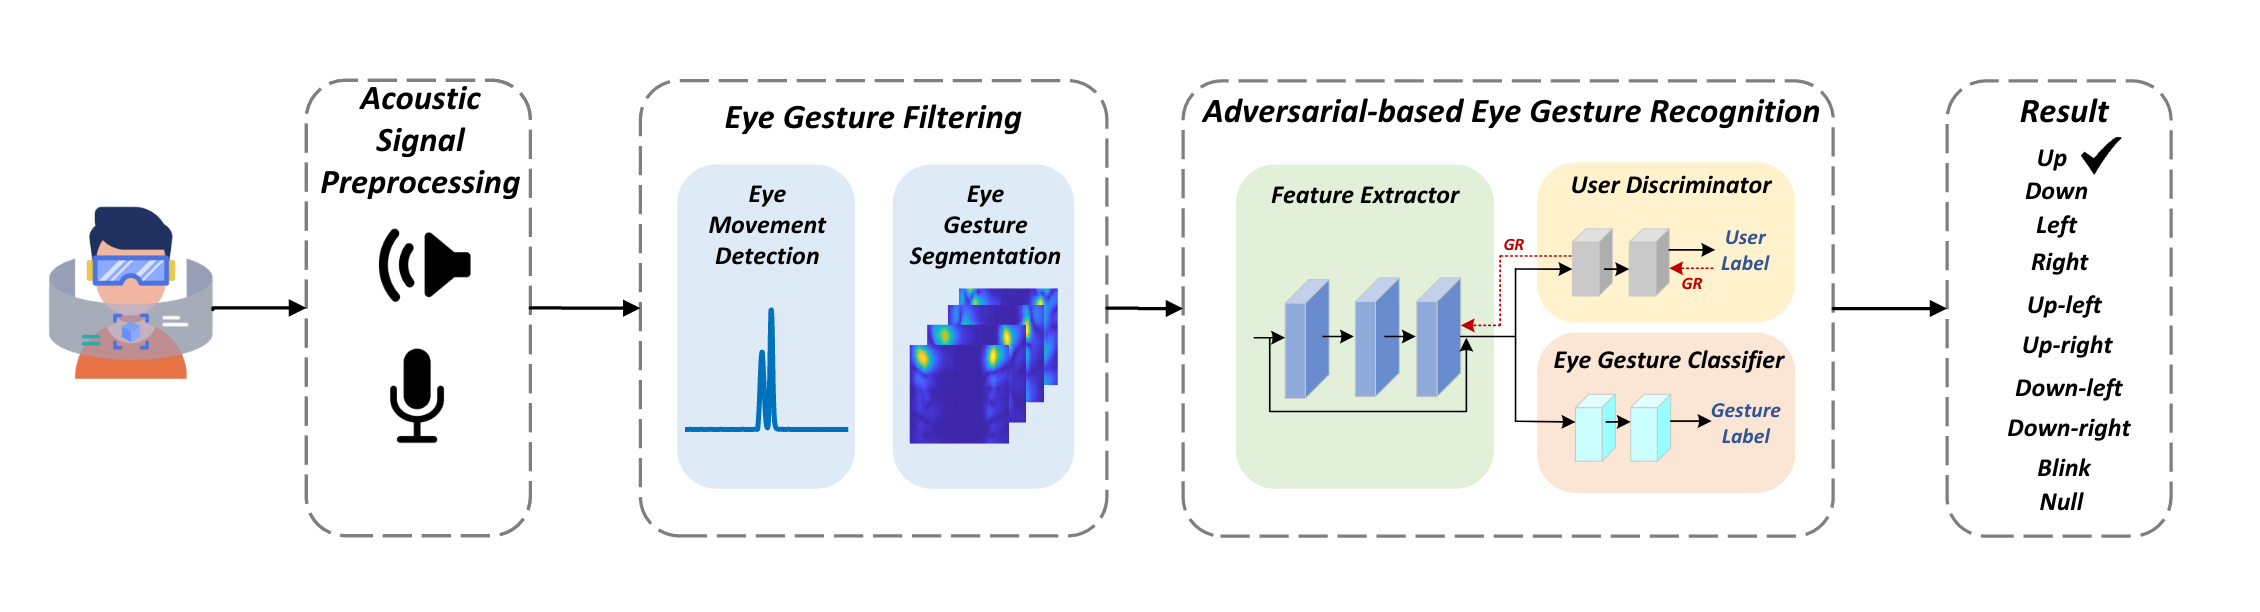 Acoustic
Signal
Preprocessing
Eye Gesture Filtering
Eye
Movement
Detection
Eye
Gesture
Segmentation
Adversarial-based Eye Gesture Recognition
Feature Extractor
User Discriminator
GR
User
Label
GR
Eye Gesture Classifier
Gesture
Label
Result
Up
Down
Left
Right
Up-left
Up-right
Down-left
Down-right
Blink
Null